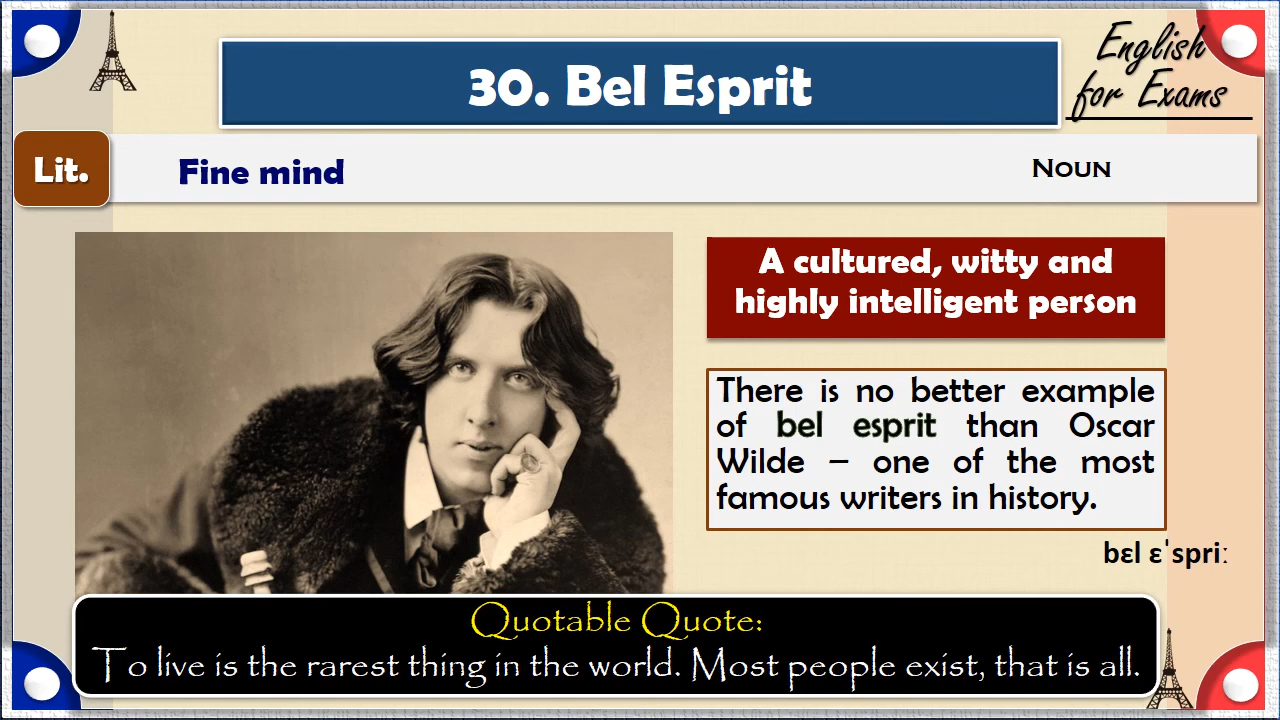 English
for Exams
30. Bel Esprit
Lit.
Fine mind
Noun
A cultured, witty and
highly intelligent person
There is no better example
of bel esprit than Oscar
Wilde – one of the most
famous writers in history.
bɛl ɛˈspriː
Quotable Quote:
To live is the rarest thing in the world. Most people exist, that is all.